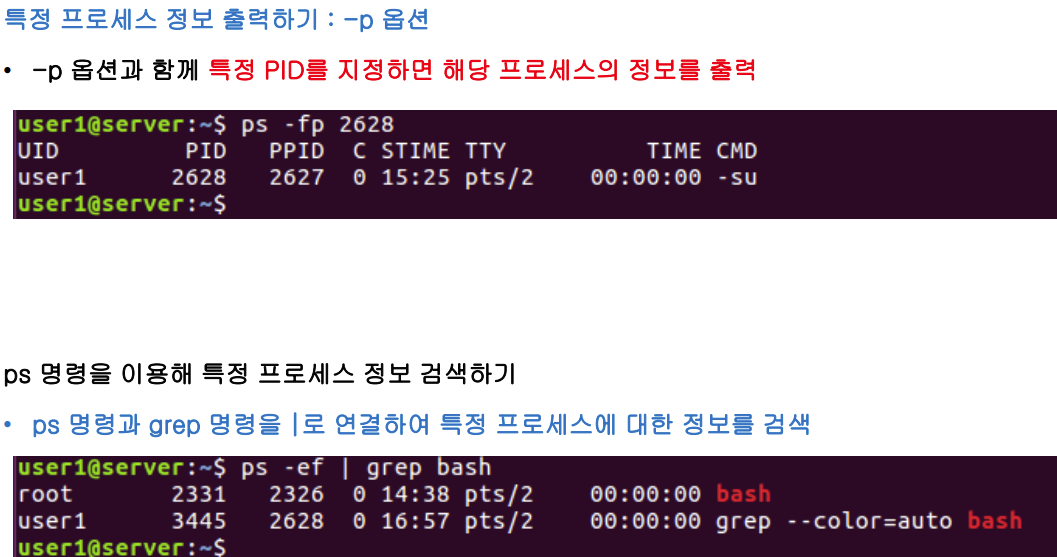 특정 프로세스 정보 출력하기 : -p 옵션
• -p 옵션과 함께 특정 PID를 지정하면 해당 프로세스의 정보를 출력
user1@server:~$ ps -fp 2628
UID        PID  PPID  C STIME TTY          TIME CMD
user1     2628  2627  0 15:25 pts/2    00:00:00 -su
user1@server:~$
ps 명령을 이용해 특정 프로세스 정보 검색하기
• ps 명령과 grep 명령을 |로 연결하여 특정 프로세스에 대한 정보를 검색
user1@server:~$ ps -ef | grep bash
root      2331  2326  0 14:38 pts/2    00:00:00 bash
user1     3445  2628  0 16:57 pts/2    00:00:00 grep --color=auto bash
user1@server:~$